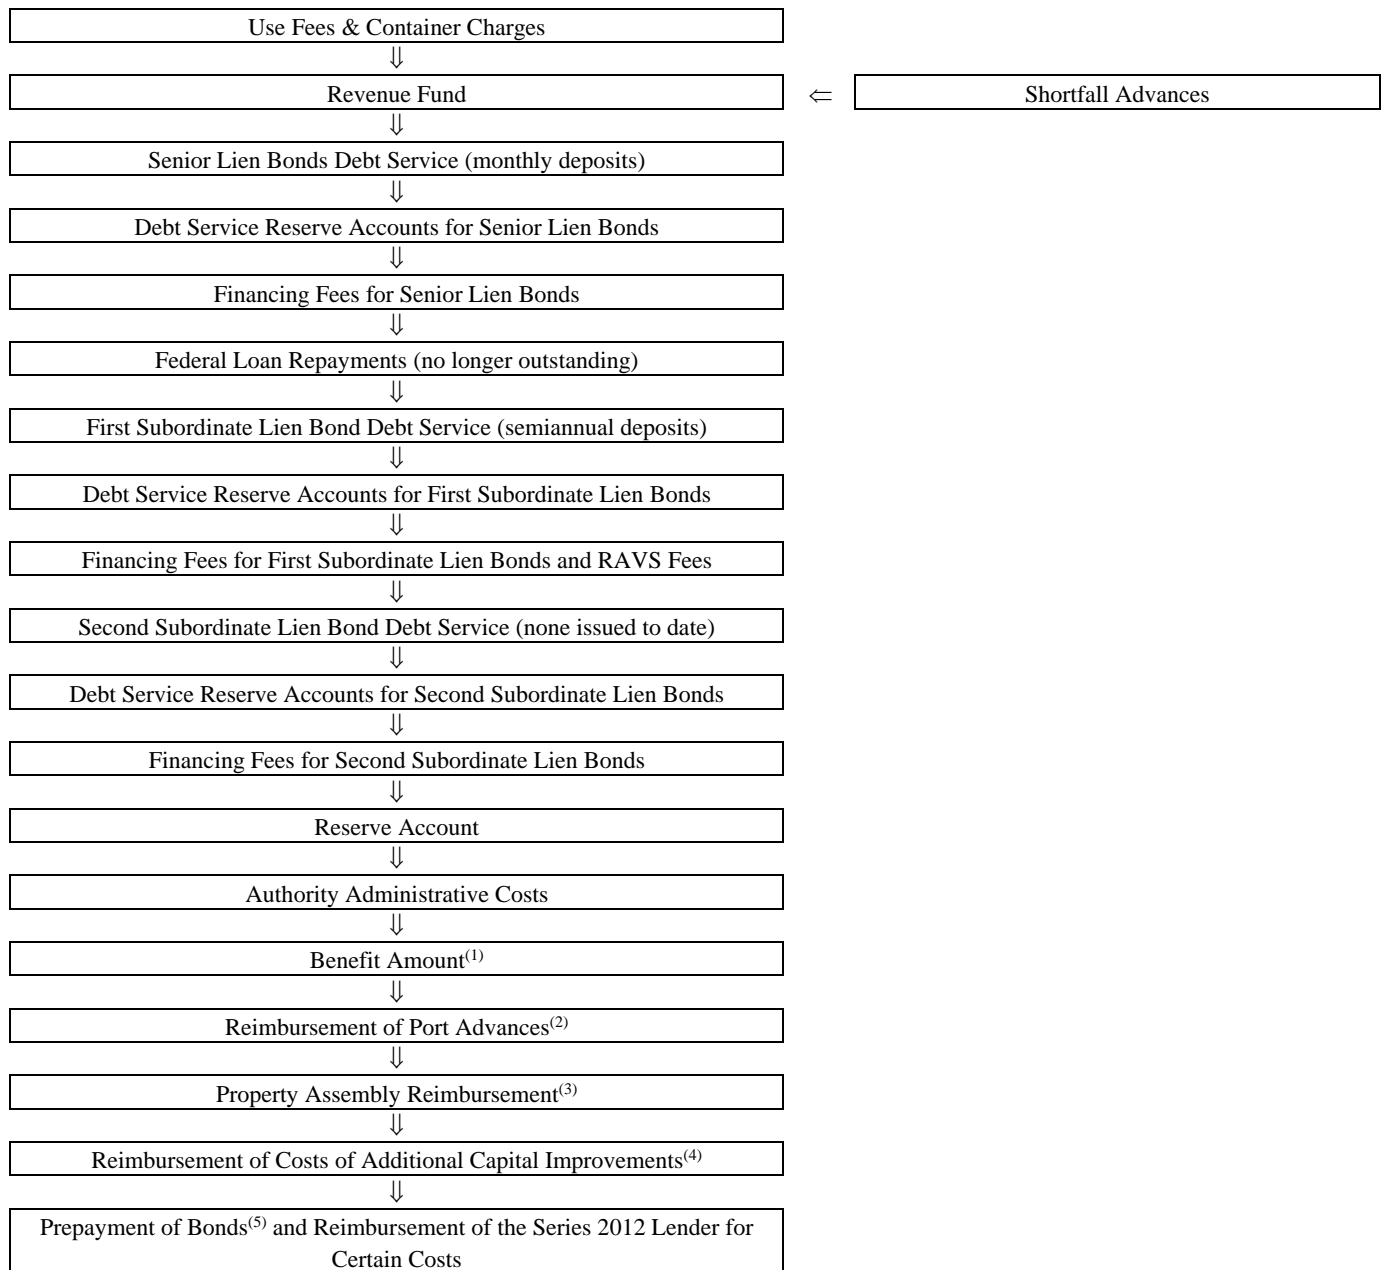 Use Fees & Container Charges
⇓
Revenue Fund ⇐ Shortfall Advances
⇓
Senior Lien Bonds Debt Service (monthly deposits)
⇓
Debt Service Reserve Accounts for Senior Lien Bonds
⇓
Financing Fees for Senior Lien Bonds
⇓
Federal Loan Repayments (no longer outstanding)
⇓
First Subordinate Lien Bond Debt Service (semiannual deposits)
⇓
Debt Service Reserve Accounts for First Subordinate Lien Bonds
⇓
Financing Fees for First Subordinate Lien Bonds and RAVS Fees
⇓
Second Subordinate Lien Bond Debt Service (none issued to date)
⇓
Debt Service Reserve Accounts for Second Subordinate Lien Bonds
⇓
Financing Fees for Second Subordinate Lien Bonds
⇓
Reserve Account
⇓
Authority Administrative Costs
⇓
Benefit Amount(1)
⇓
Reimbursement of Port Advances(2)
⇓
Property Assembly Reimbursement(3)
⇓
Reimbursement of Costs of Additional Capital Improvements(4)
⇓
Prepayment of Bonds(5) and Reimbursement of the Series 2012 Lender for
Certain Costs